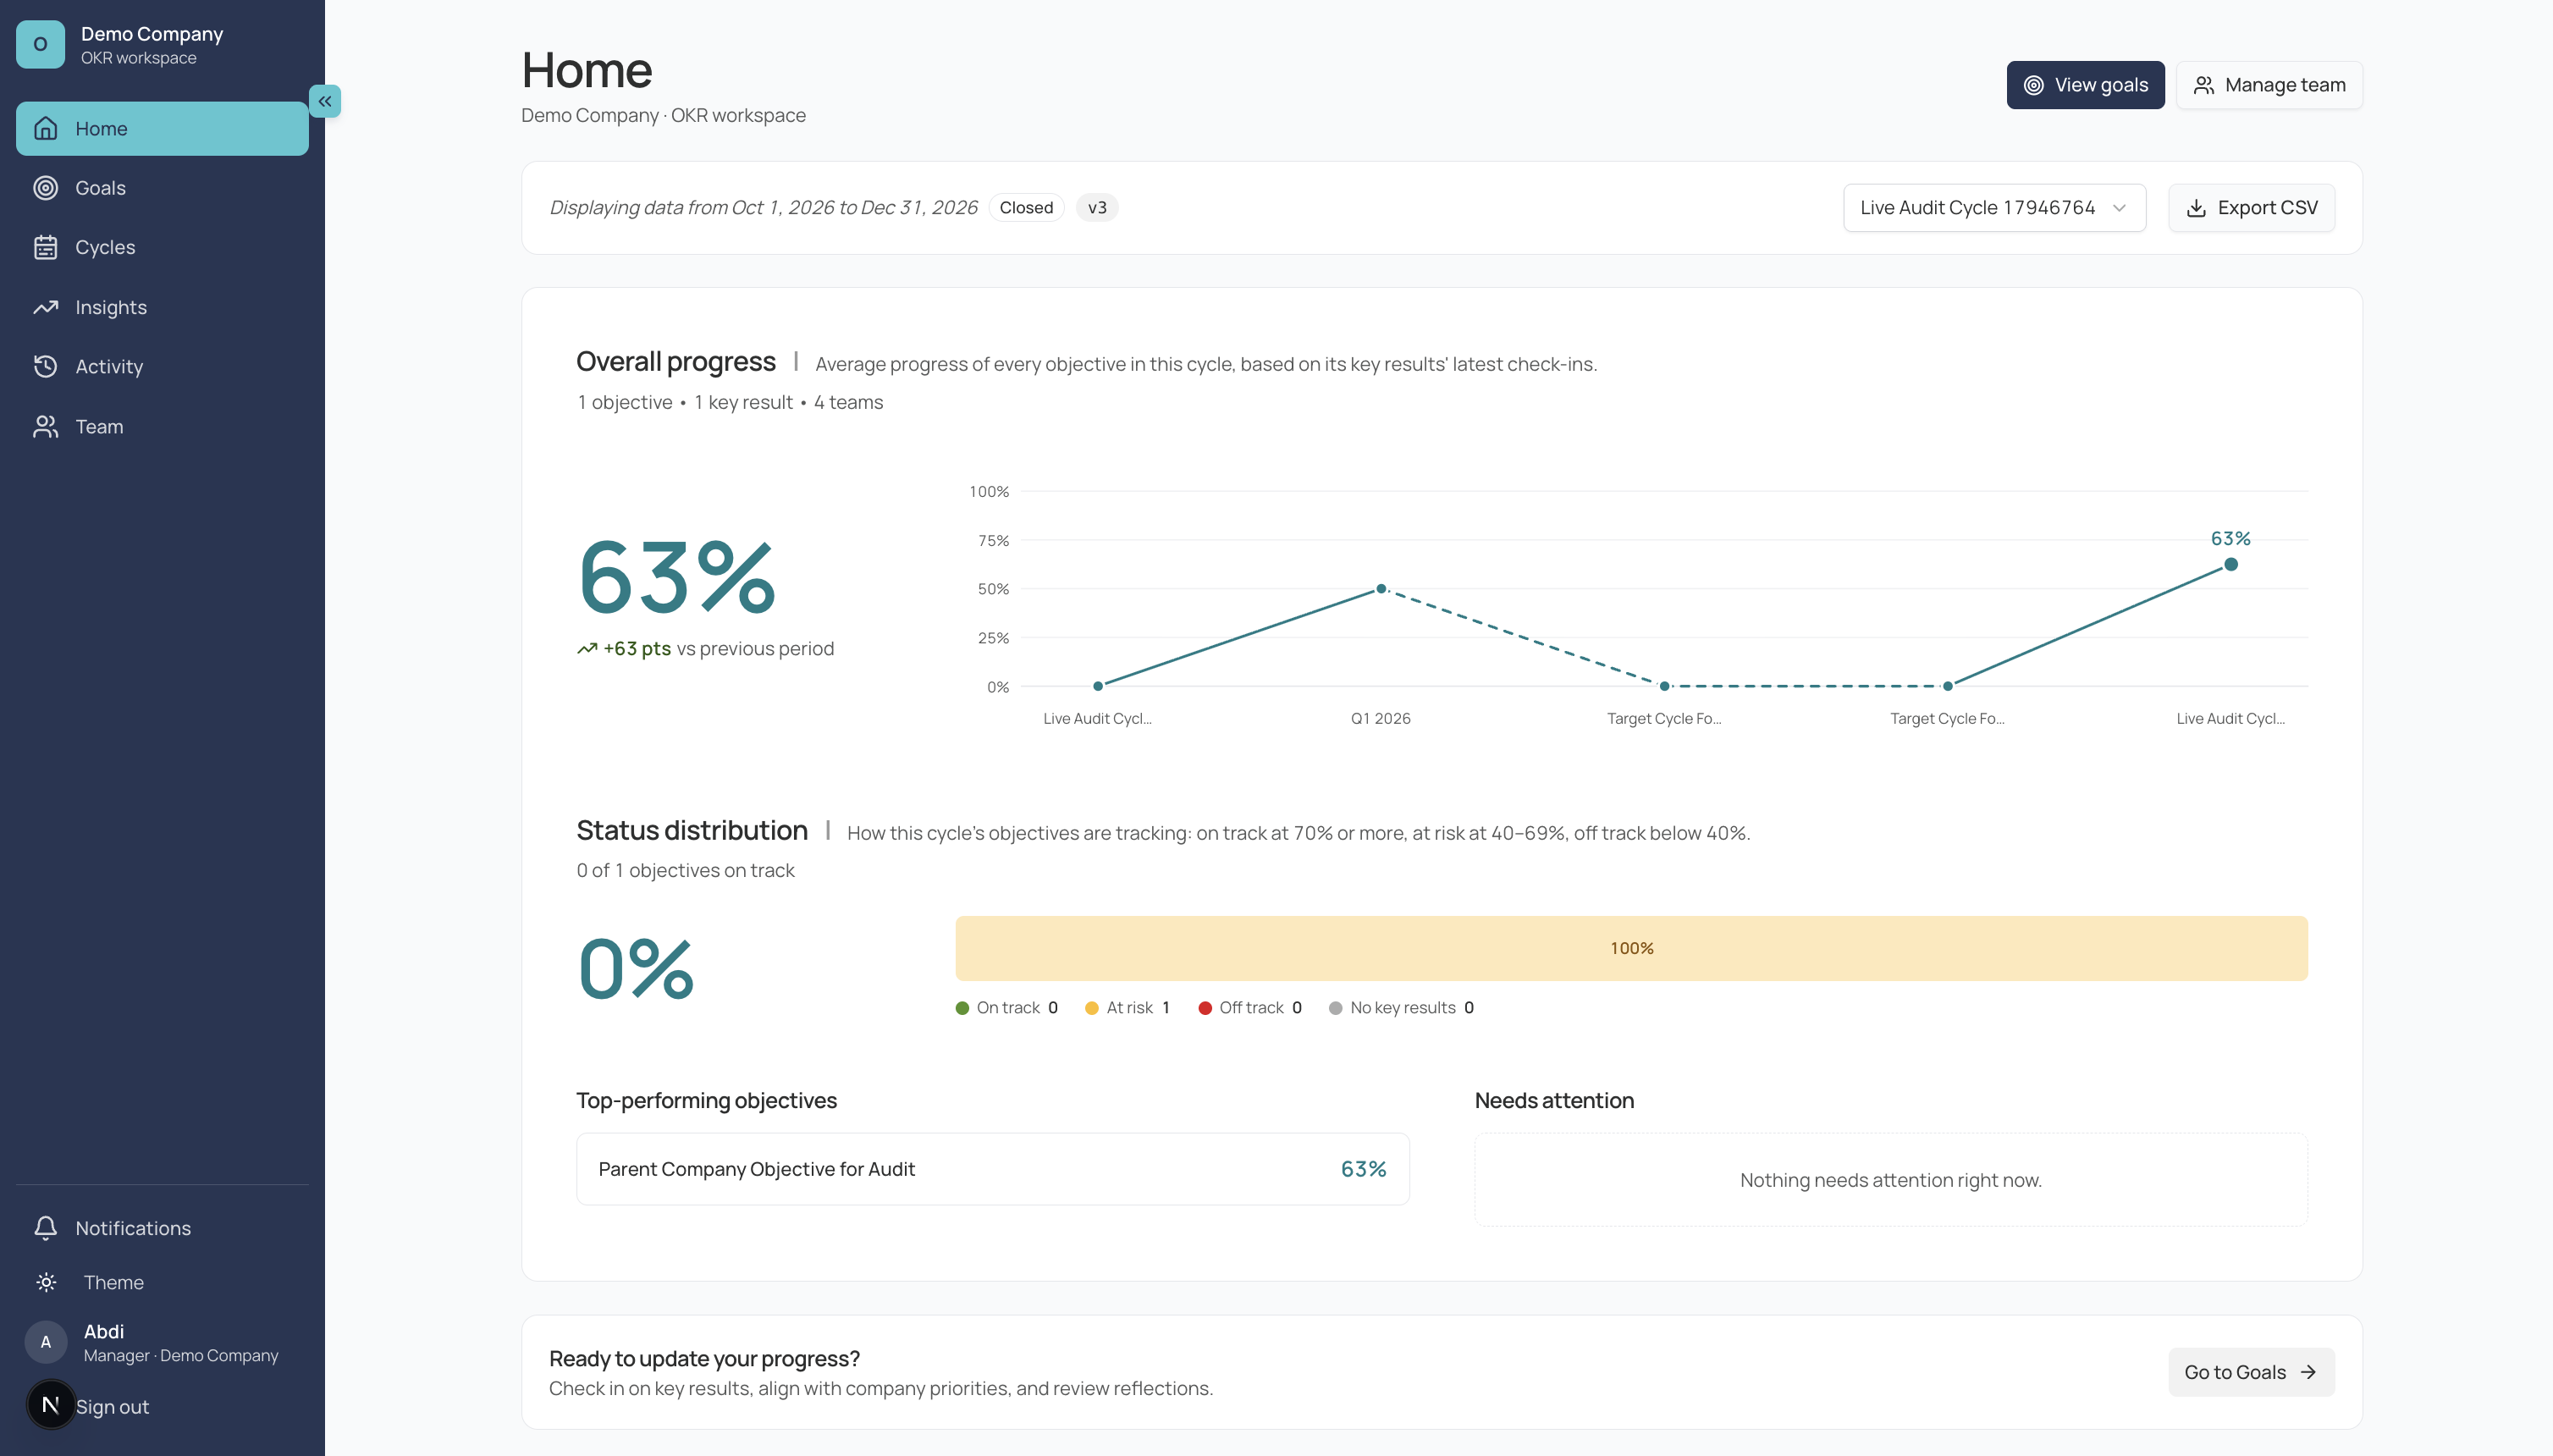 O
Demo Company
OKR workspace
Home
Goals
Cycles
Insights
Activity
Team
Notifications
Theme
A
Abdi
Manager · Demo Company
N
Sign out
Home
Demo Company · OKR workspace
View goals
Manage team
Displaying data from Oct 1, 2026 to Dec 31, 2026
Closed
v3
Live Audit Cycle 17946764
Export CSV
Overall progress
Average progress of every objective in this cycle, based on its key results' latest check-ins.
1 objective • 1 key result • 4 teams
63%
+63 pts vs previous period
100%
75%
50%
25%
0%
63%
Live Audit Cycl...
Q1 2026
Target Cycle Fo...
Target Cycle Fo...
Live Audit Cycl...
Status distribution
How this cycle's objectives are tracking: on track at 70% or more, at risk at 40–69%, off track below 40%.
0 of 1 objectives on track
0%
100%
On track 0
At risk 1
Off track 0
No key results 0
Top-performing objectives
Parent Company Objective for Audit
63%
Needs attention
Nothing needs attention right now.
Ready to update your progress?
Check in on key results, align with company priorities, and review reflections.
Go to Goals